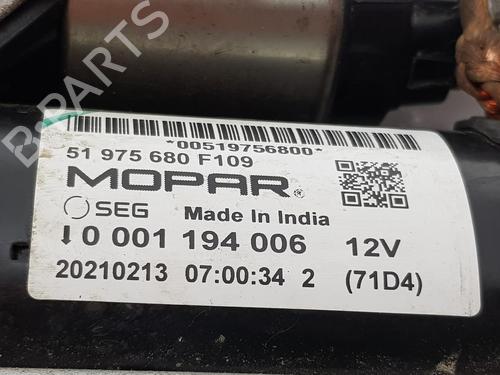 B-PARTS
*00519756800*
51 975 680 F109
MOPAR®
SEG Made In India
0 001 194 006 12V
20210213 07:00:34 2 (71D4)